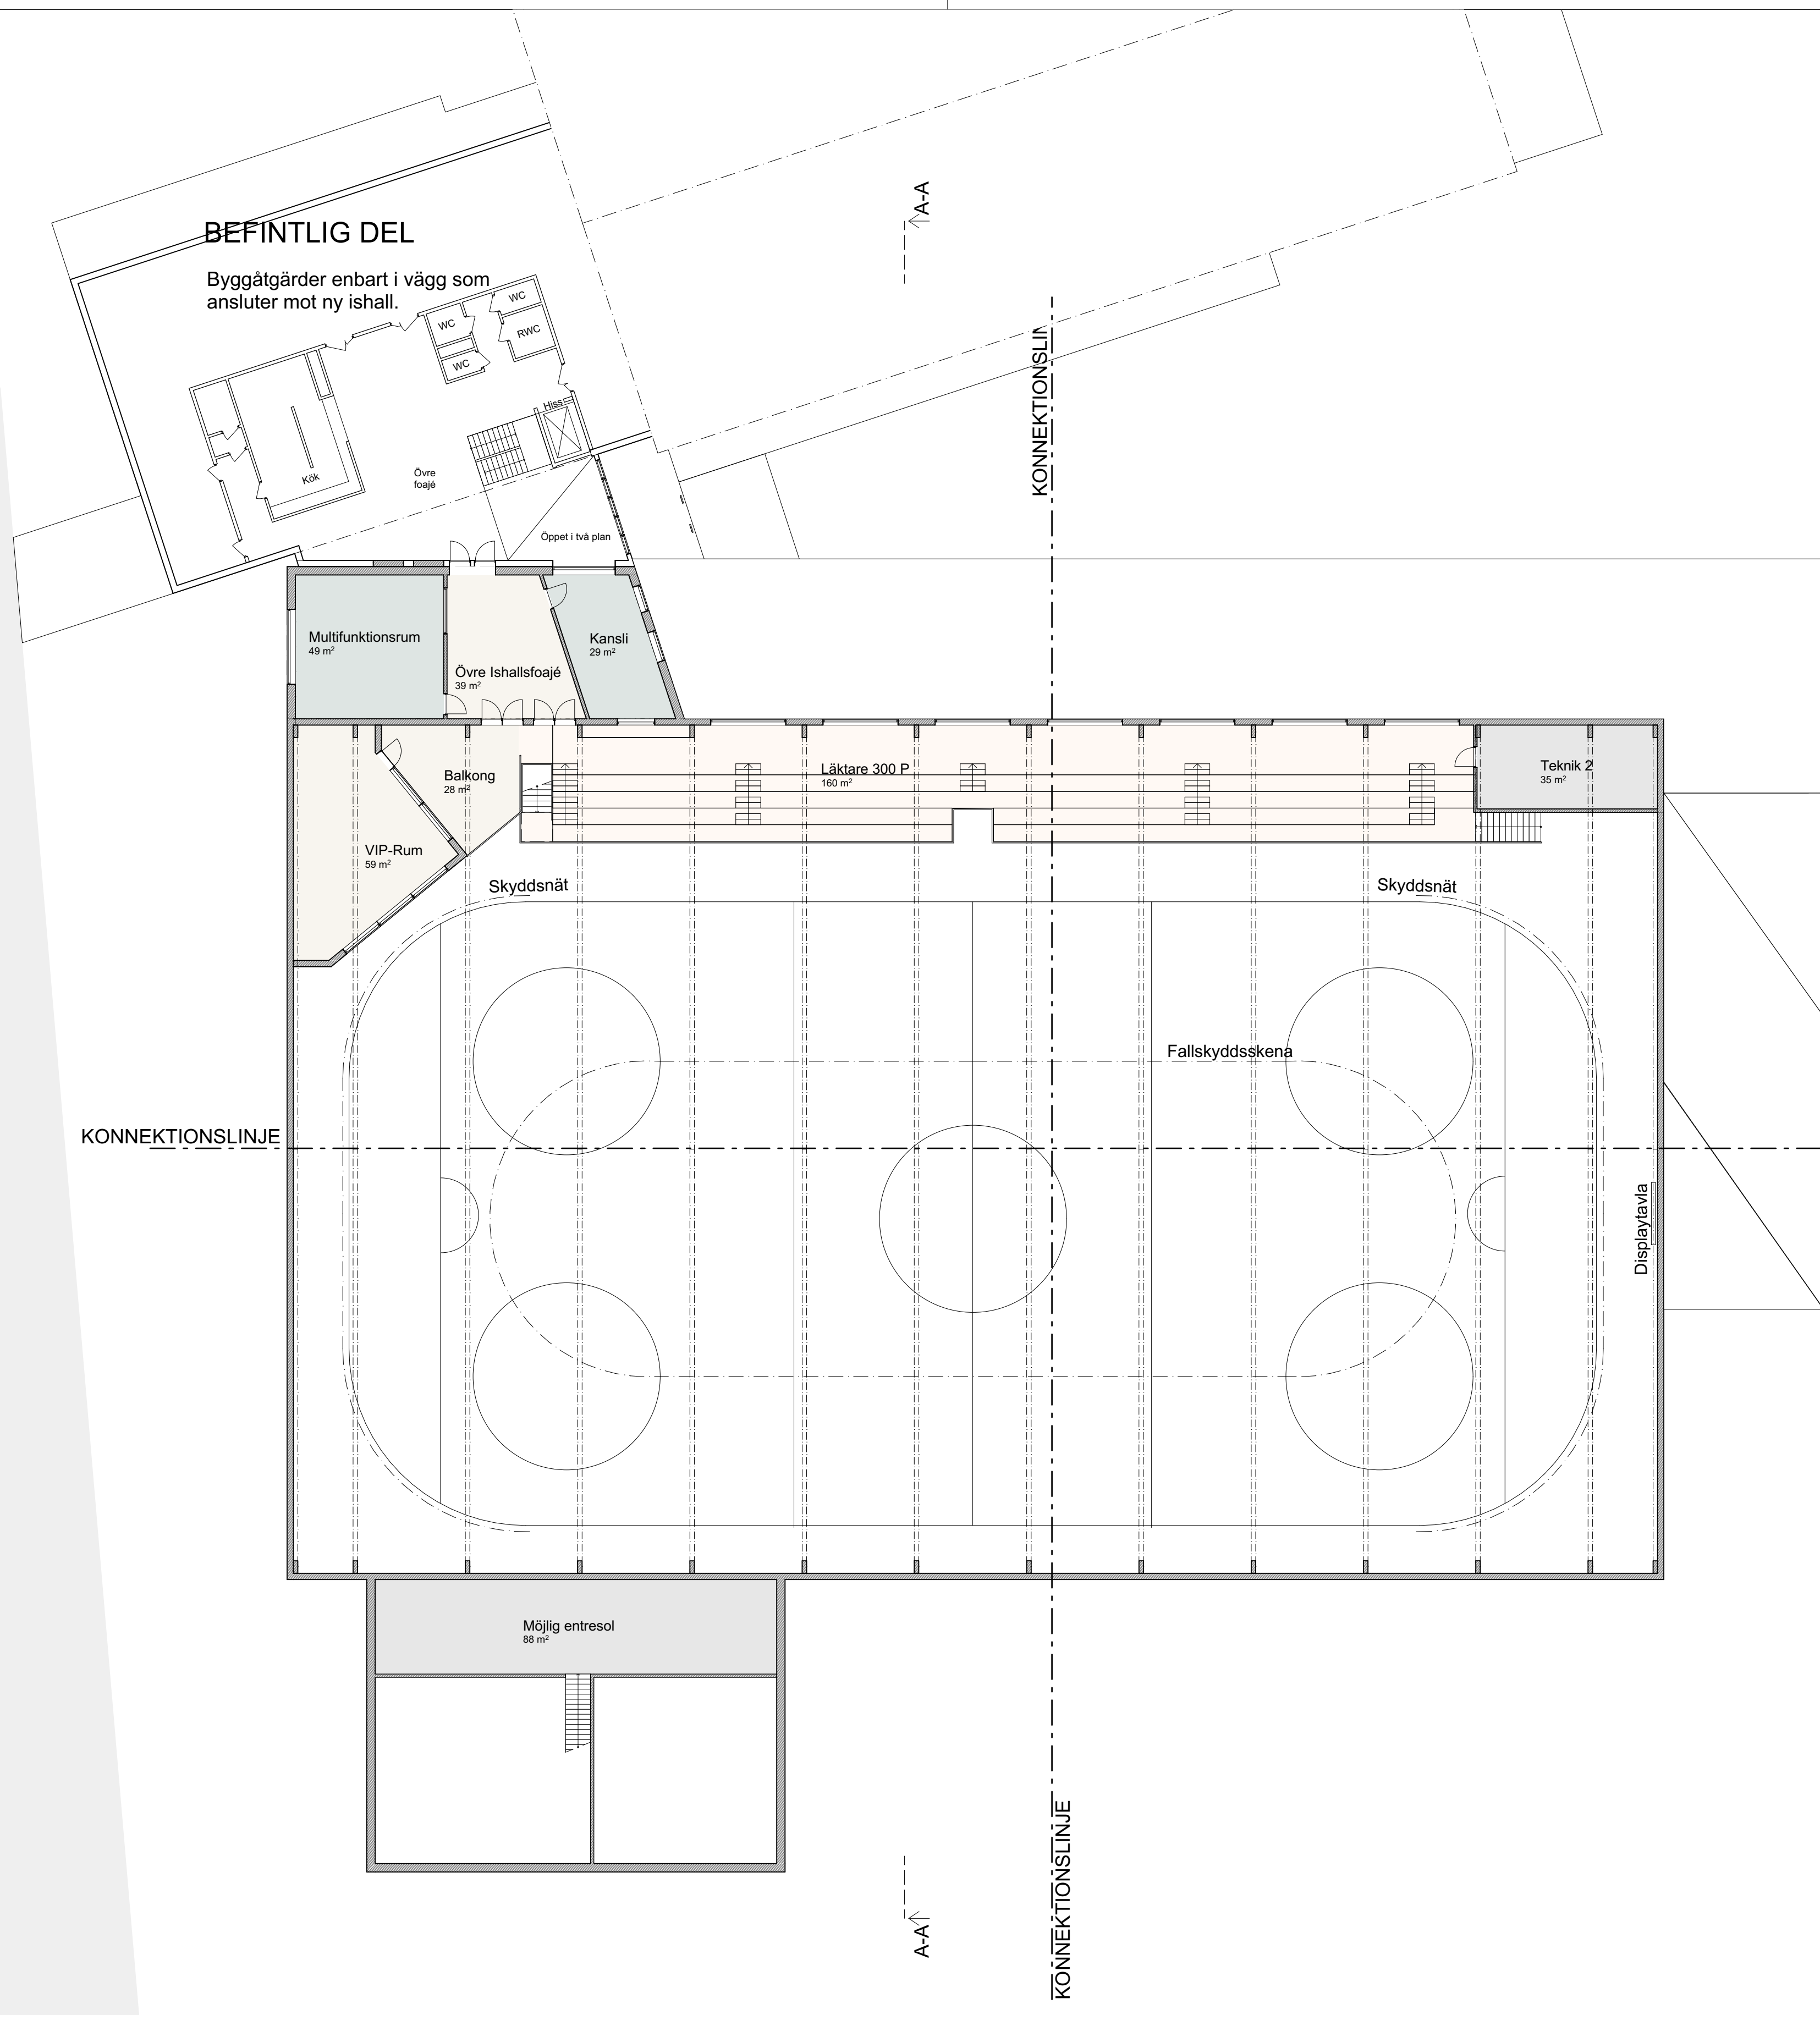 A-A
BEFINTLIG DEL
Byggåtgärder enbart i vägg som
ansluter mot ny ishall.
WC
WC
RWC
WC
Hiss
Kök
Övre
foajé
Öppet i två plan
KONNEKTIONSLIN
Multifunktionsrum
49 m²
Övre Ishallsfoajé
39 m²
Kansli
29 m²
Balkong
28 m²
Läktare 300 P
160 m²
Teknik 2
35 m²
VIP-Rum
59 m²
Skyddsnät
Skyddsnät
Fallskyddsskena
KONNEKTIONSLINJE
Displaytavla
Möjlig entresol
88 m²
KONNEKTIONSLINJE
A-A